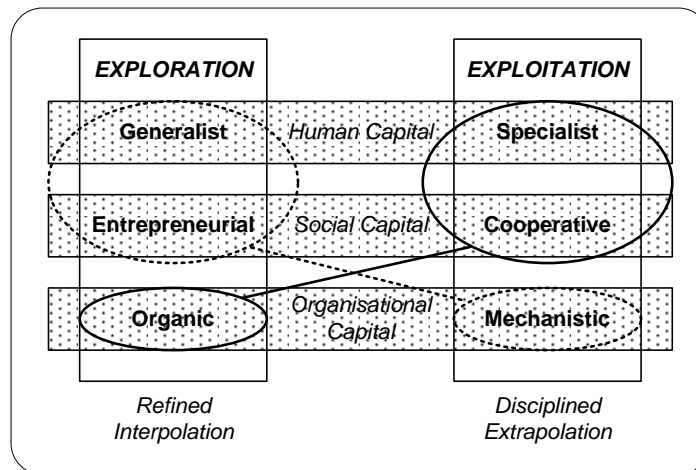 EXPLORATION EXPLOITATION
Generalist Human Capital Specialist
Entrepreneurial Social Capital Cooperative
Organic Organisational Capital Mechanistic
Refined Interpolation
Disciplined Extrapolation